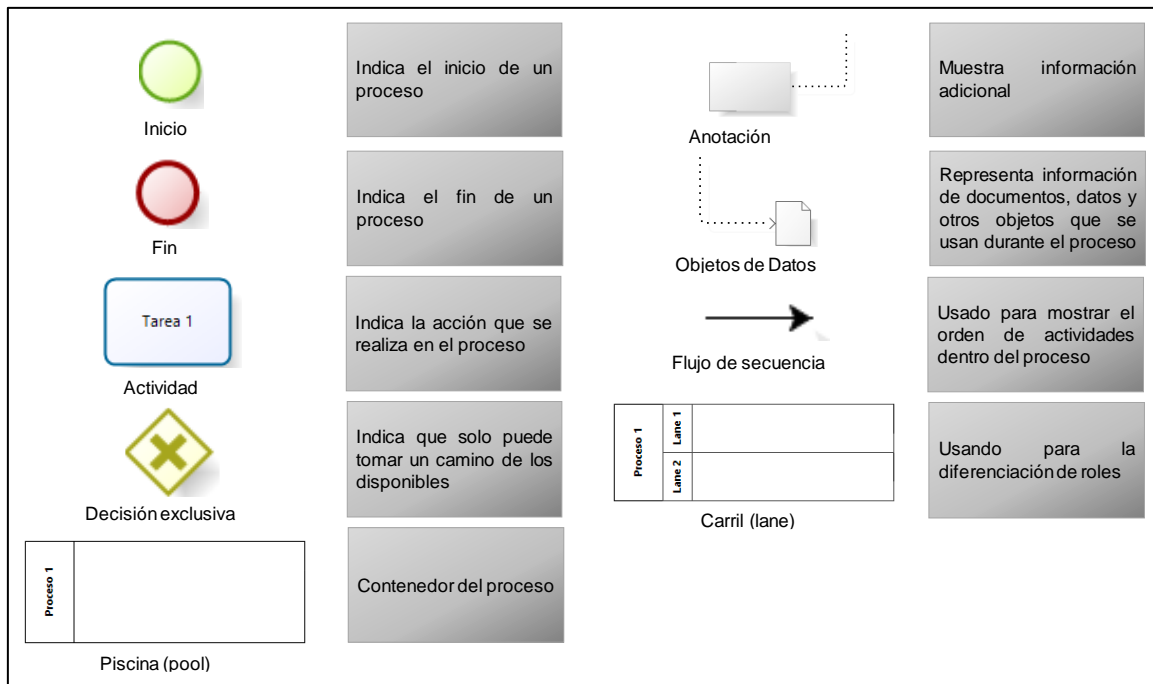 Inicio
Indica el inicio de un
proceso
Fin
Indica el fin de un
proceso
Tarea 1
Actividad
Indica la acción que se
realiza en el proceso
Decisión exclusiva
Indica que solo puede
tomar un camino de los
disponibles
Proceso 1
Piscina (pool)
Contenedor del proceso
Anotación
Muestra información
adicional
Objetos de Datos
Representa información
de documentos, datos y
otros objetos que se
usan durante el proceso
Flujo de secuencia
Usado para mostrar el
orden de actividades
dentro del proceso
Proceso 1
Lane 1
Lane 2
Carril (lane)
Usando para la
diferenciación de roles